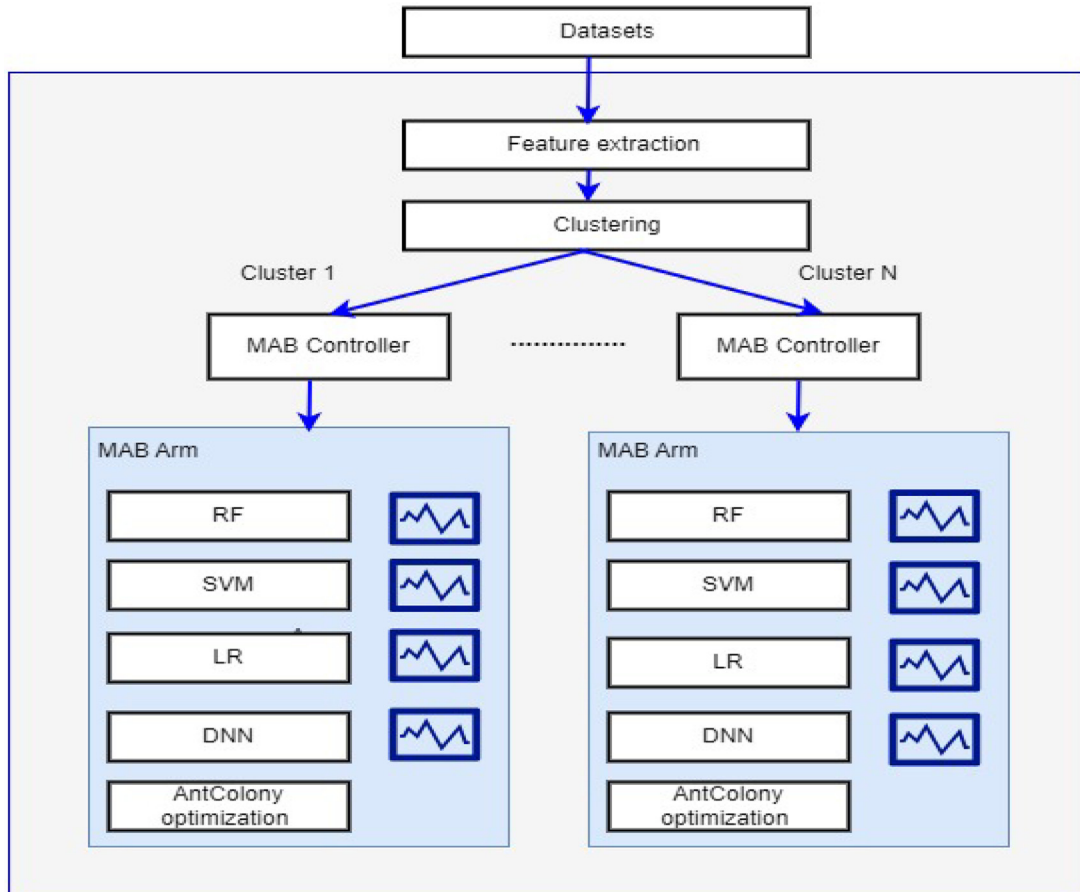 Datasets
Feature extraction
Clustering
Cluster 1
Cluster N
MAB Controller
...............
MAB Controller
MAB Arm
RF
SVM
LR
DNN
AntColony
optimization
MAB Arm
RF
SVM
LR
DNN
AntColony
optimization